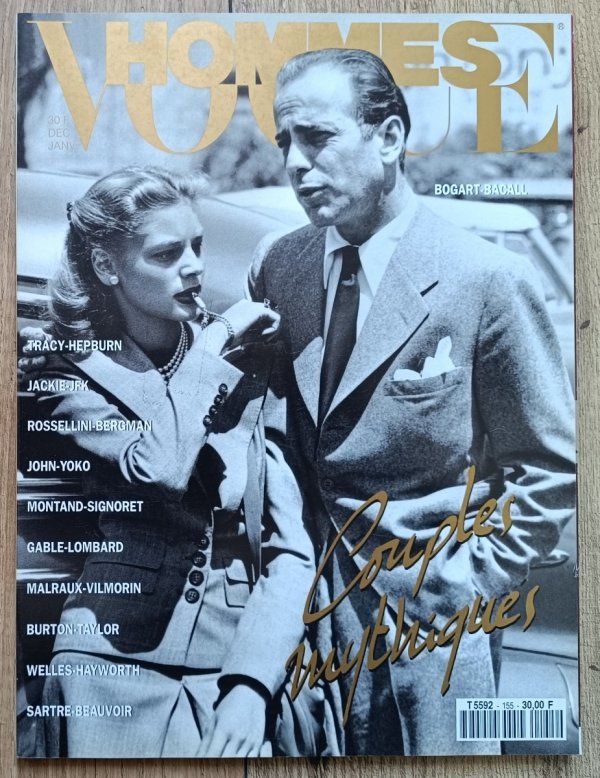 HOMMES
VOGUE
®
30 F
DEC
JANV
BOGART-BACALL
TRACY-HEPBURN
JACKIE-JFK
ROSSELLINI-BERGMAN
JOHN-YOKO
MONTAND-SIGNORET
GABLE-LOMBARD
MALRAUX-VILMORIN
BURTON-TAYLOR
WELLES-HAYWORTH
SARTRE-BEAUVOIR
Couples
mythiques
T 5592 - 155 - 30,00 F